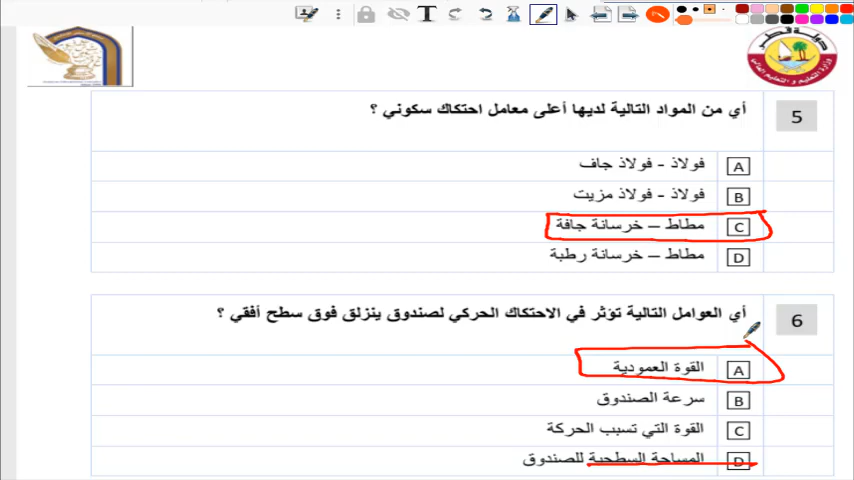 دولة قطر
5
أي من المواد التالية لديها أعلى معامل احتكاك سكوني ؟
A فولاذ - فولاذ جاف
B فولاذ - فولاذ مزيت
C مطاط – خرسانة جافة
D مطاط – خرسانة رطبة
6
أي العوامل التالية تؤثر في الاحتكاك الحركي لصندوق ينزلق فوق سطح أفقي ؟
A القوة العمودية
B سرعة الصندوق
C القوة التي تسبب الحركة
D المساحة السطحية للصندوق